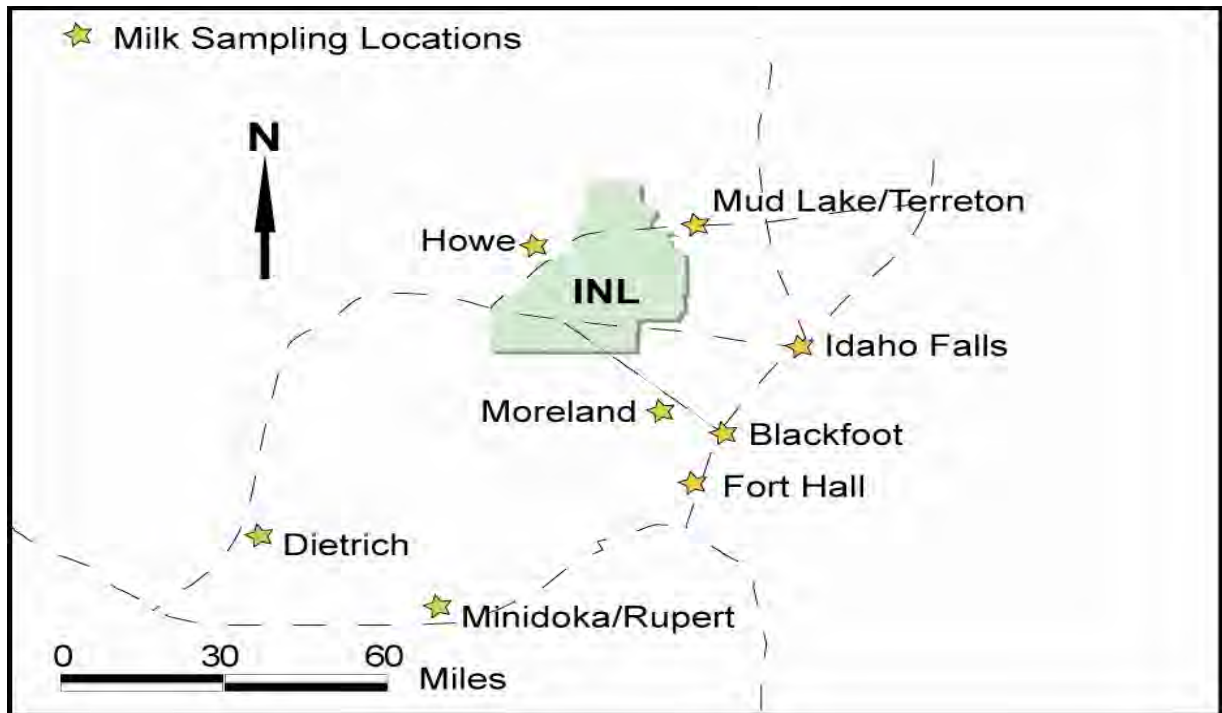 Milk Sampling Locations
N
Mud Lake/Terreton
Howe
INL
Idaho Falls
Moreland
Blackfoot
Fort Hall
Dietrich
Minidoka/Rupert
0 30 60
Miles